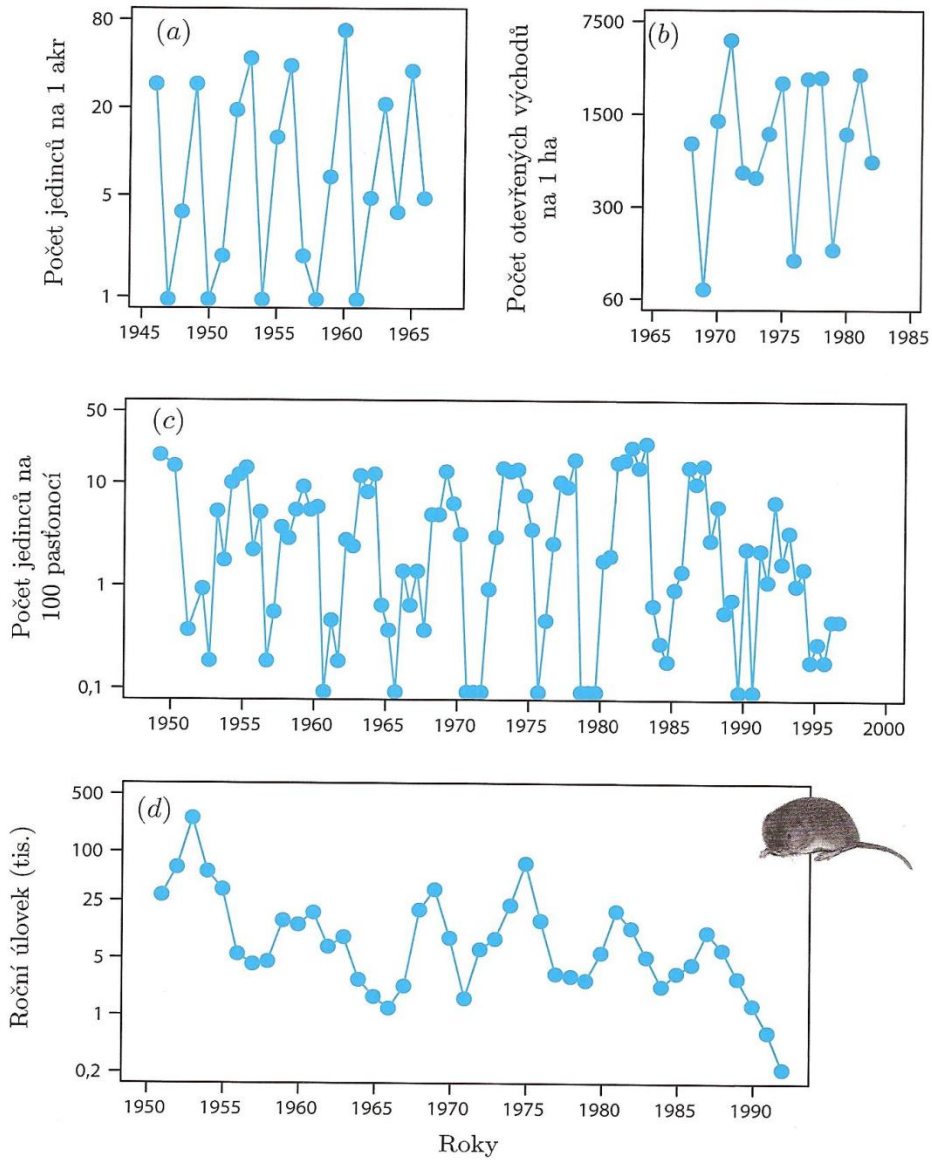 (a)
Počet jedinců na 1 akr
80
20
5
1
1945 1950 1955 1960 1965
(b)
Počet otevřených východů
na 1 ha
7500
1500
300
60
1965 1970 1975 1980 1985
(c)
Počet jedinců na
100 pasťonocí
50
10
1
0,1
1950 1955 1960 1965 1970 1975 1980 1985 1990 1995 2000
(d)
Roční úlovek (tis.)
500
100
25
5
1
0,2
1950 1955 1960 1965 1970 1975 1980 1985 1990
Roky